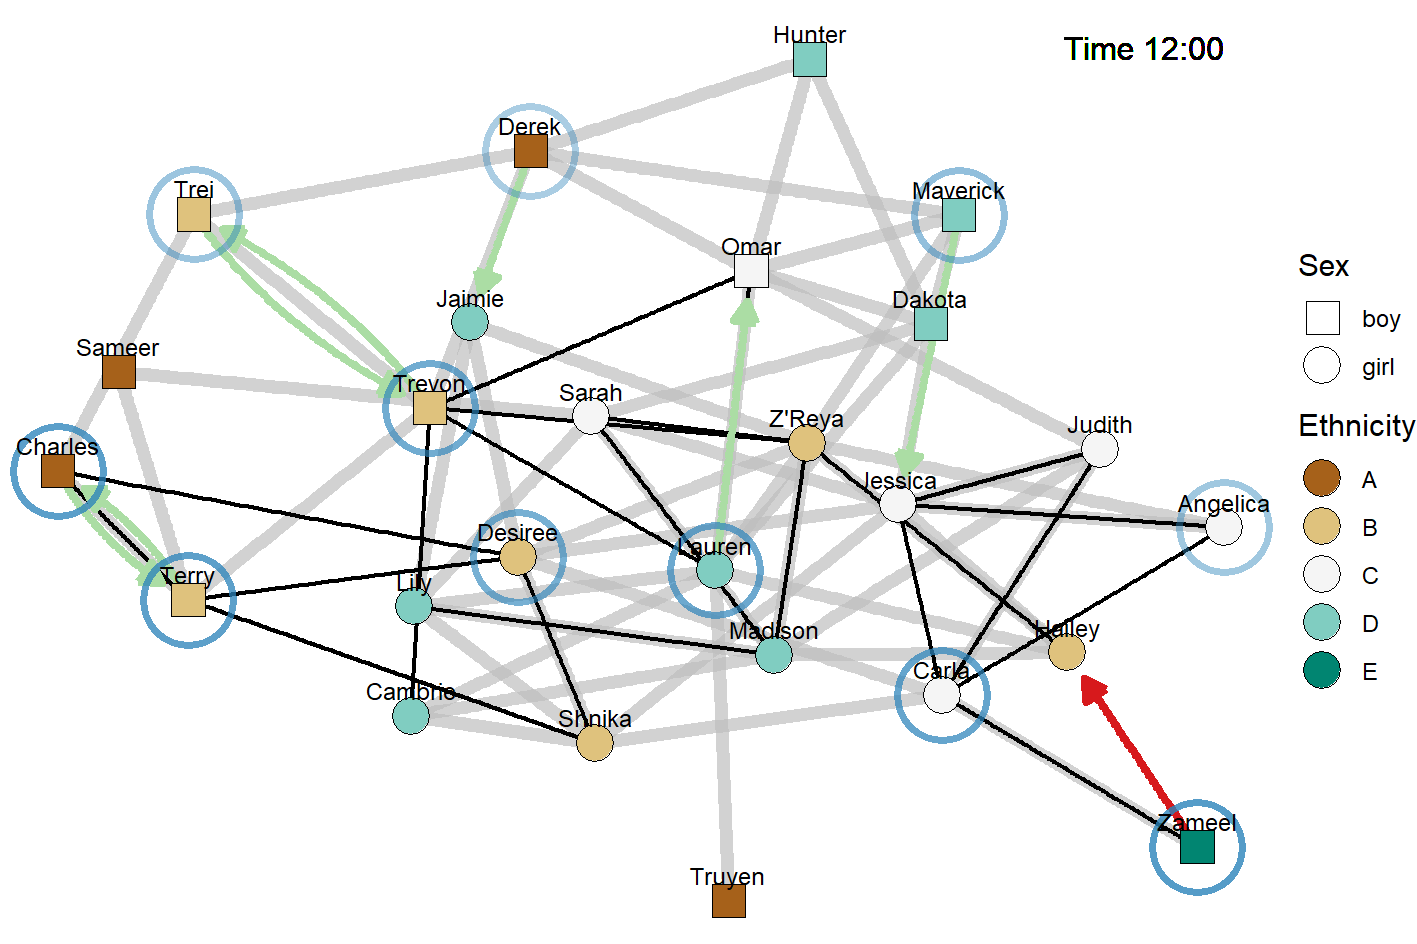 Hunter
Time 12:00
Derek
Trei
Maverick
Omar
Jaimie
Dakota
Sameer
Trevon
Sarah
Z'Reya
Judith
Charles
Jessica
Angelica
Desiree
Lauren
Terry
Lily
Madison
Hailey
Carla
Cambrie
Shnika
Zameel
Truyen
Sex
boy
girl
Ethnicity
A
B
C
D
E